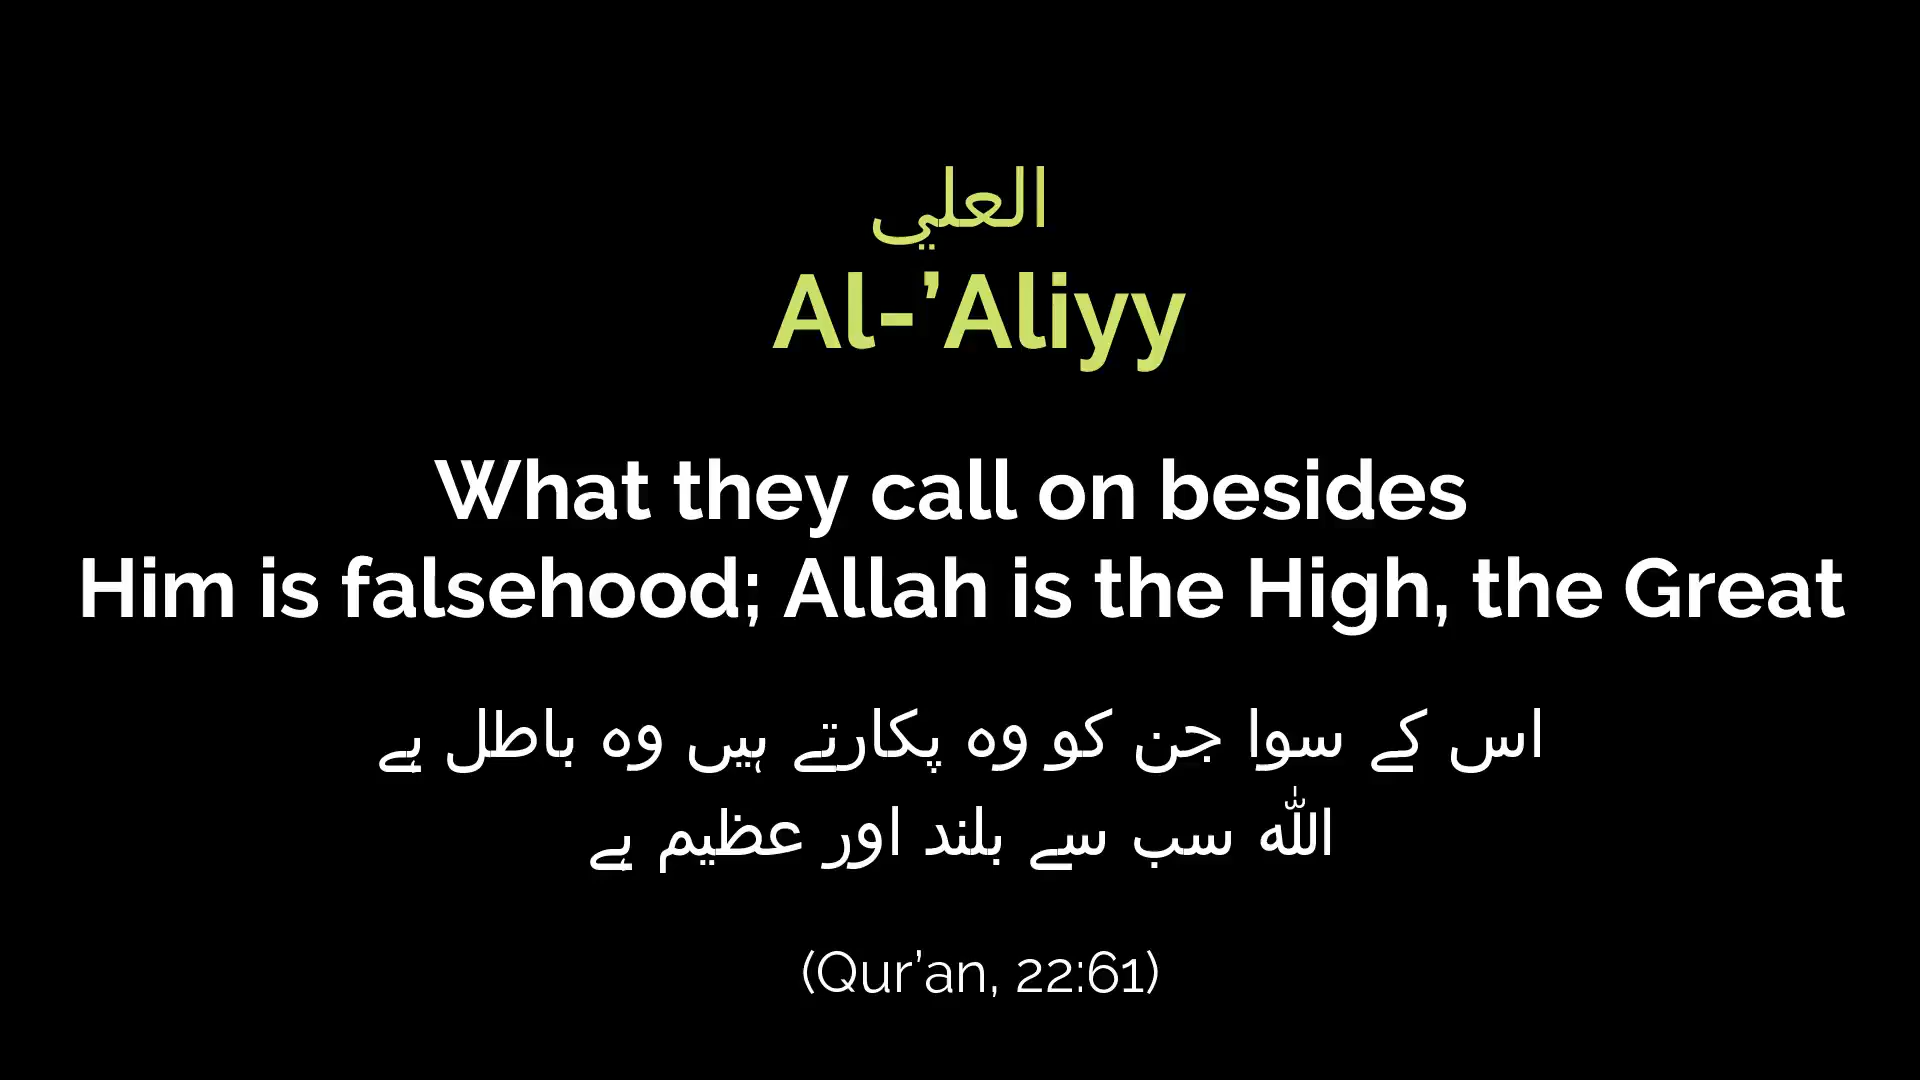 العلي
Al-’Aliyy
What they call on besides
Him is falsehood; Allah is the High, the Great
اس کے سوا جن کو وہ پکارتے ہیں وہ باطل ہے
الله سب سے بلند اور عظیم ہے
(Qur’an, 22:61)